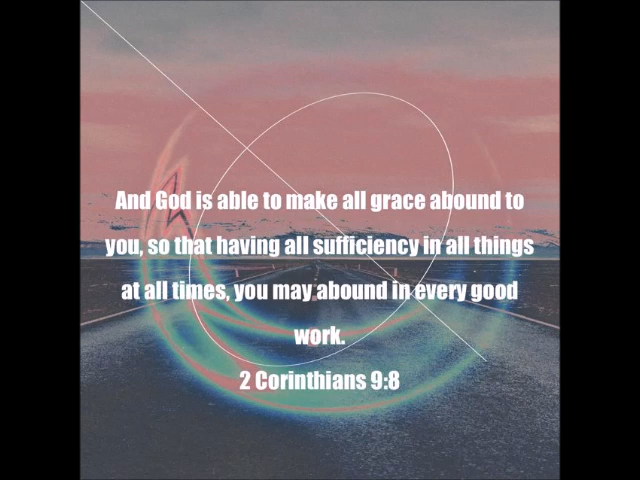 And God is able to make all grace abound to
you, so that having all sufficiency in all things
at all times, you may abound in every good
work.
2 Corinthians 9:8